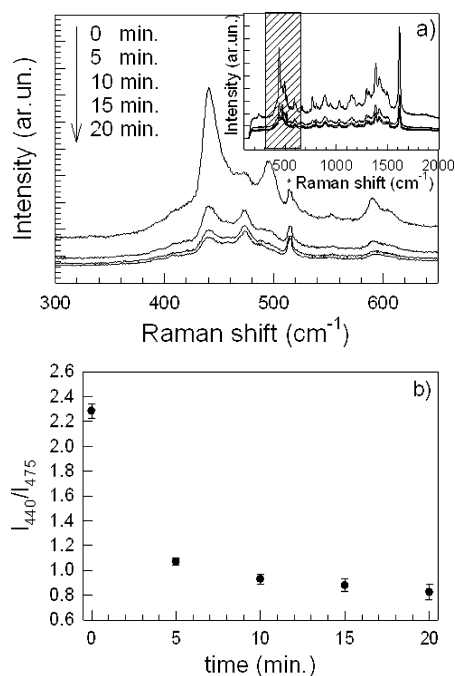 0 min.
5 min.
10 min.
15 min.
20 min.
a)
Intensity (ar.un.)
500 1000 1500 2000
* Raman shift (cm-1)
Intensity (ar.un.)
*
300 400 500 600
Raman shift (cm-1)
b)
2.6
2.4
2.2
2.0
1.8
1.6
1.4
1.2
1.0
0.8
0.6
I440/I475
0 5 10 15 20
time (min.)